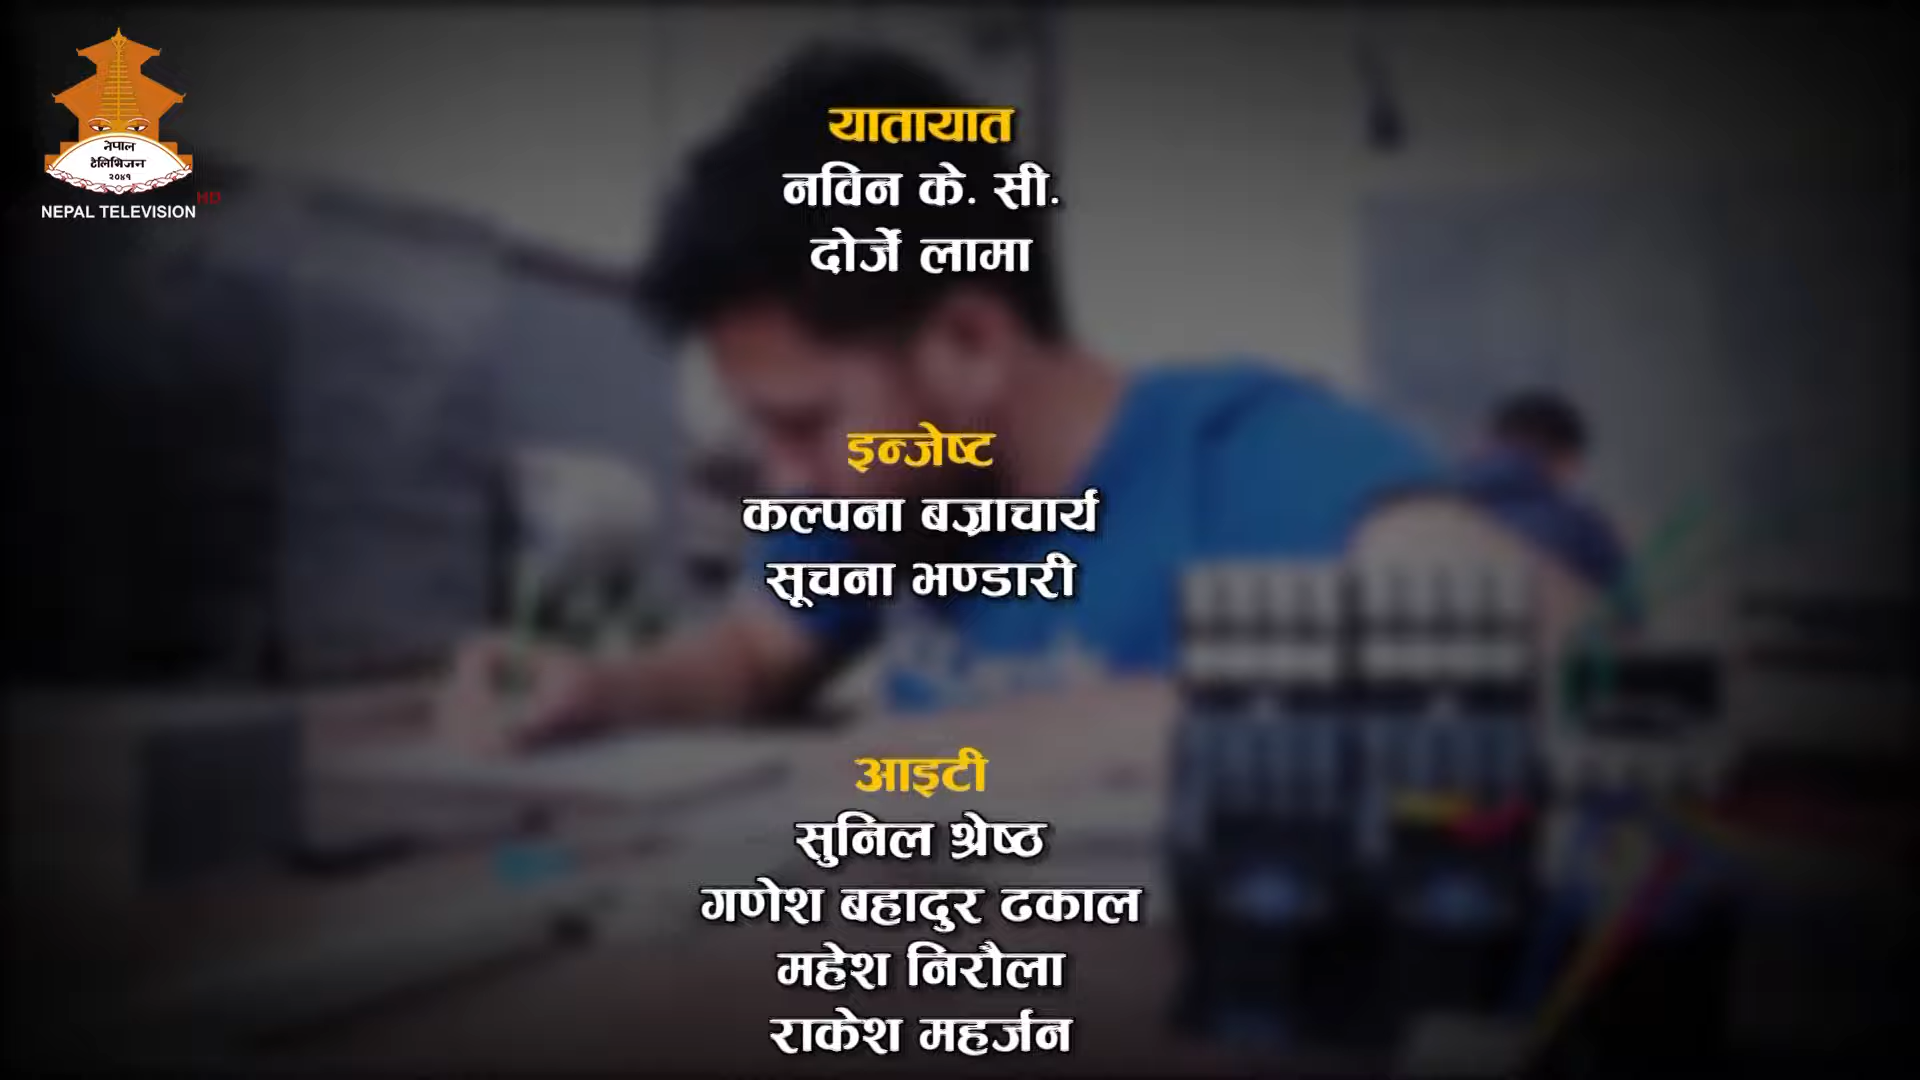 नेपाल
टेलिभिजन
२०४१
HD
NEPAL TELEVISION
यातायात
नविन के. सी.
दोर्जे लामा
इन्जेष्ट
कल्पना बज्राचार्य
सूचना भण्डारी
आइटी
सुनिल श्रेष्ठ
गणेश बहादुर ढकाल
महेश निरौला
राकेश महर्जन